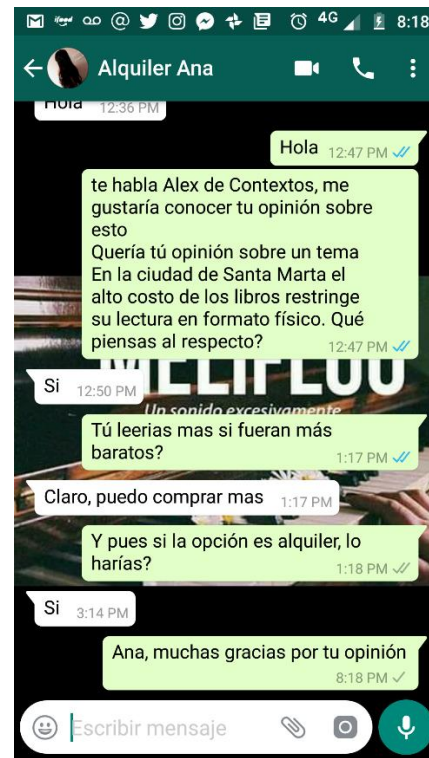 4G 8:18
Alquiler Ana
Hola 12:36 PM
Hola 12:47 PM
te habla Alex de Contextos, me
gustaría conocer tu opinión sobre
esto
Quería tú opinión sobre un tema
En la ciudad de Santa Marta el
alto costo de los libros restringe
su lectura en formato físico. Qué
piensas al respecto? 12:47 PM
MELIFLUO
Si 12:50 PM
Un sonido excesivamente
Tú leerias mas si fueran más
baratos? 1:17 PM
Claro, puedo comprar mas 1:17 PM
Y pues si la opción es alquiler, lo
harías? 1:18 PM
Si 3:14 PM
Ana, muchas gracias por tu opinión
8:18 PM
Escribir mensaje